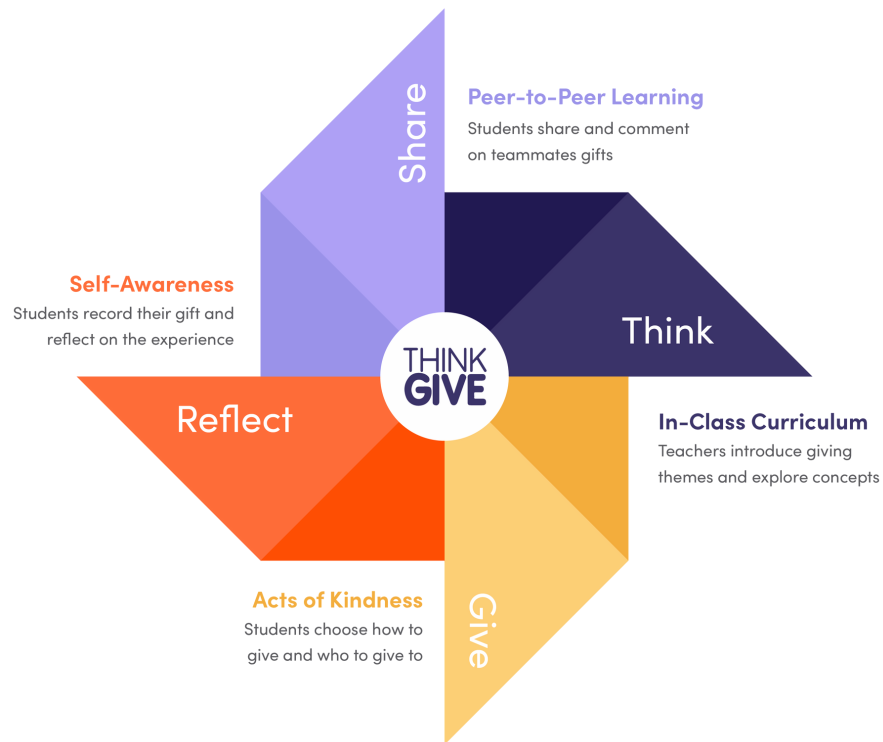 Share
Peer-to-Peer Learning
Students share and comment
on teammates gifts
Think
In-Class Curriculum
Teachers introduce giving
themes and explore concepts
THINK
GIVE
Self-Awareness
Students record their gift and
reflect on the experience
Reflect
Acts of Kindness
Students choose how to
give and who to give to
Give